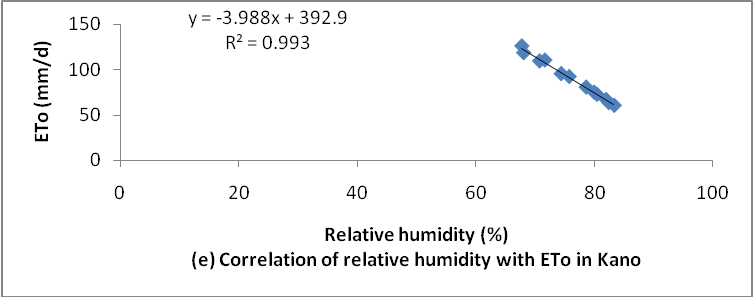 y = -3.988x + 392.9
R² = 0.993
150
100
50
0
ETo (mm/d)
0 20 40 60 80 100
Relative humidity (%)
(e) Correlation of relative humidity with ETo in Kano